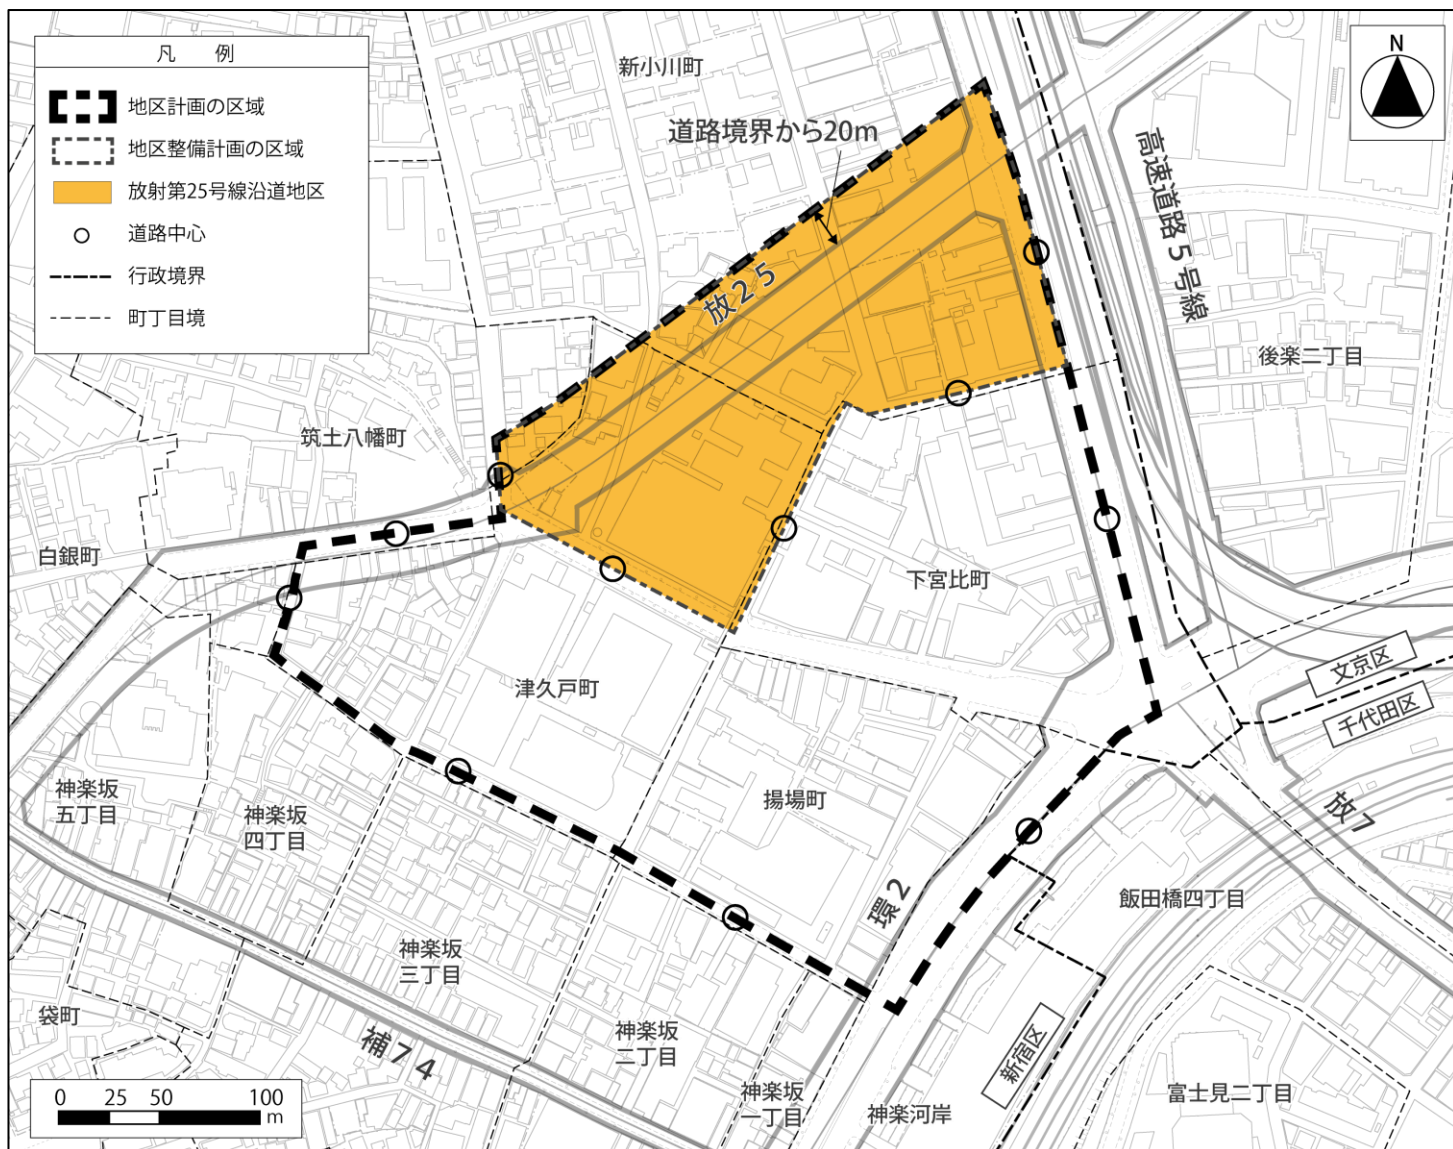 凡 例
地区計画の区域
地区整備計画の区域
放射第25号線沿道地区
道路中心
行政境界
町丁目境
新小川町
道路境界から20m
N
高速道路5号線
放25
後楽二丁目
筑土八幡町
白銀町
下宮比町
文京区
千代田区
津久戸町
揚場町
放7
神楽坂
五丁目
神楽坂
四丁目
環2
飯田橋四丁目
神楽坂
三丁目
袋町
補74
神楽坂
二丁目
新宿区
神楽坂
一丁目
神楽河岸
富士見二丁目
0 25 50 100
m